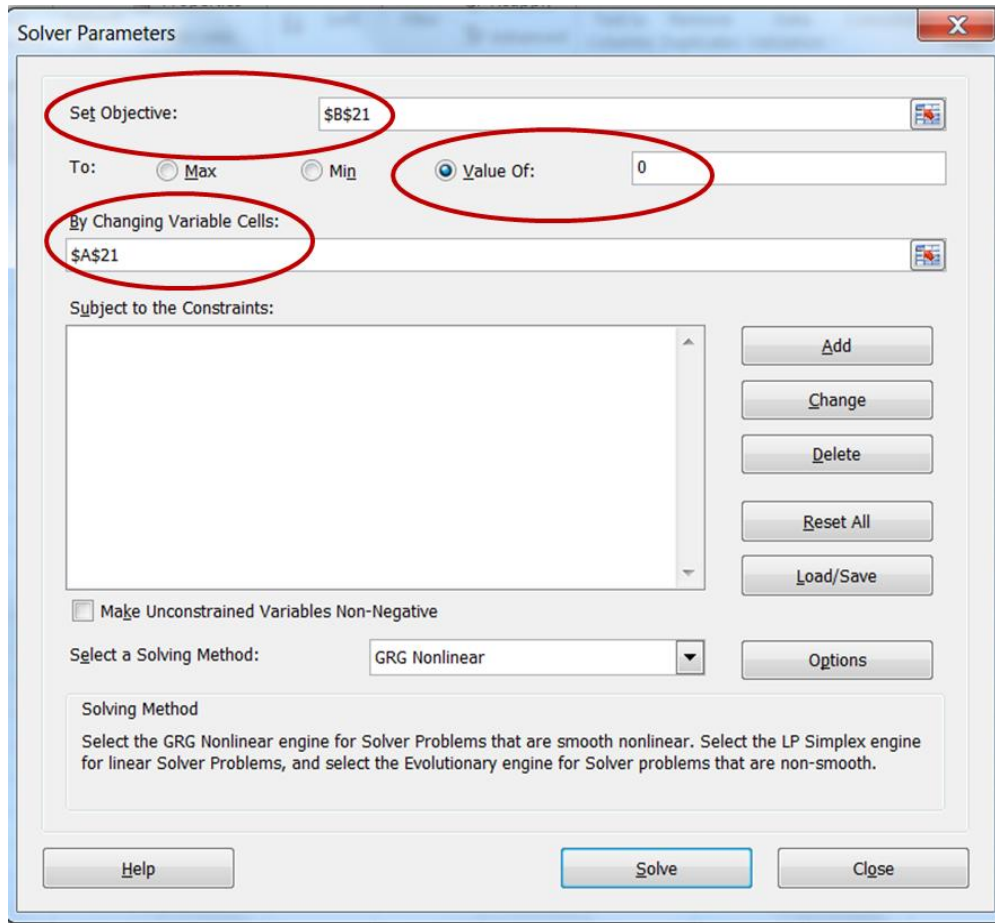 Solver Parameters
Set Objective: $B$21
To: Max Min Value Of: 0
By Changing Variable Cells:
$A$21
Subject to the Constraints:
Add
Change
Delete
Reset All
Load/Save
Make Unconstrained Variables Non-Negative
Select a Solving Method: GRG Nonlinear Options
Solving Method
Select the GRG Nonlinear engine for Solver Problems that are smooth nonlinear. Select the LP Simplex engine
for linear Solver Problems, and select the Evolutionary engine for Solver problems that are non-smooth.
Help Solve Close